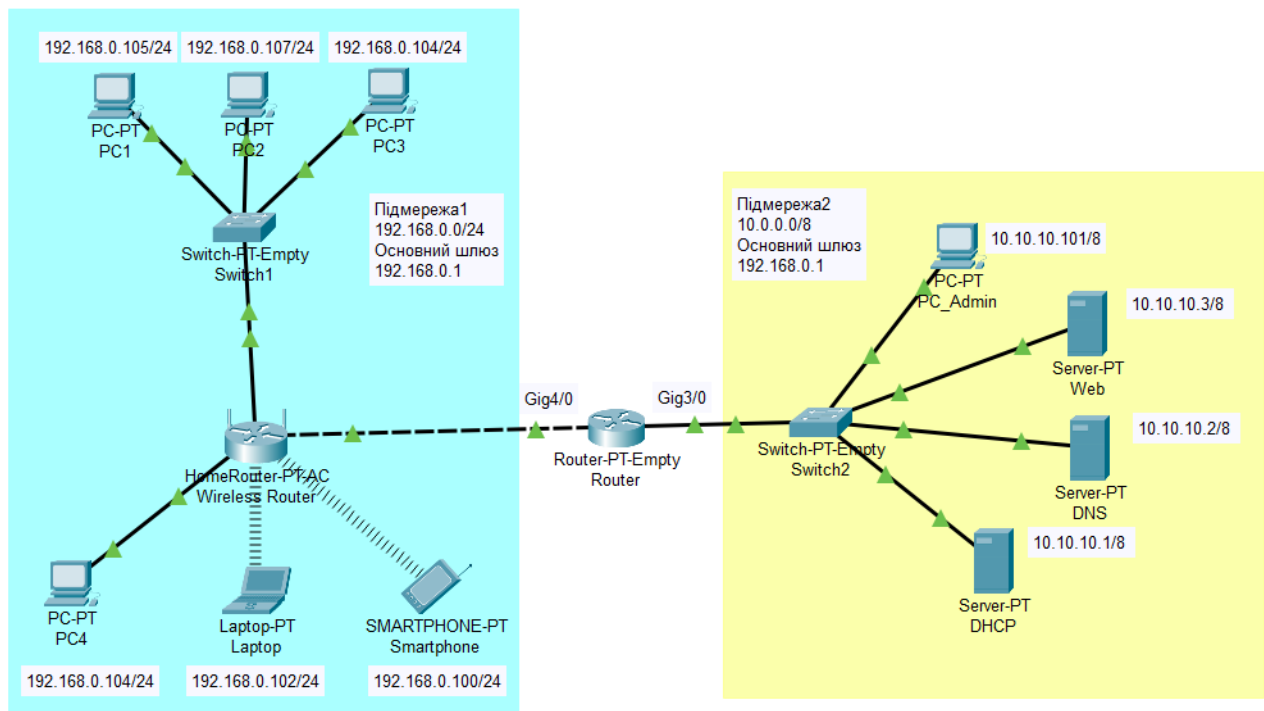 192.168.0.105/24
192.168.0.107/24
192.168.0.104/24
PC-PT
PC1
PC-PT
PC2
PC-PT
PC3
Підмережа1
192.168.0.0/24
Основний шлюз
192.168.0.1
Switch-PT-Empty
Switch1
Підмережа2
10.0.0.0/8
Основний шлюз
192.168.0.1
10.10.10.101/8
PC-PT
PC_Admin
10.10.10.3/8
Server-PT
Web
Gig4/0
Gig3/0
Router-PT-Empty
Router
Switch-PT-Empty
Switch2
10.10.10.2/8
Server-PT
DNS
HomeRouter-PT-AC
Wireless Router
10.10.10.1/8
Server-PT
DHCP
PC-PT
PC4
Laptop-PT
Laptop
SMARTPHONE-PT
Smartphone
192.168.0.104/24
192.168.0.102/24
192.168.0.100/24